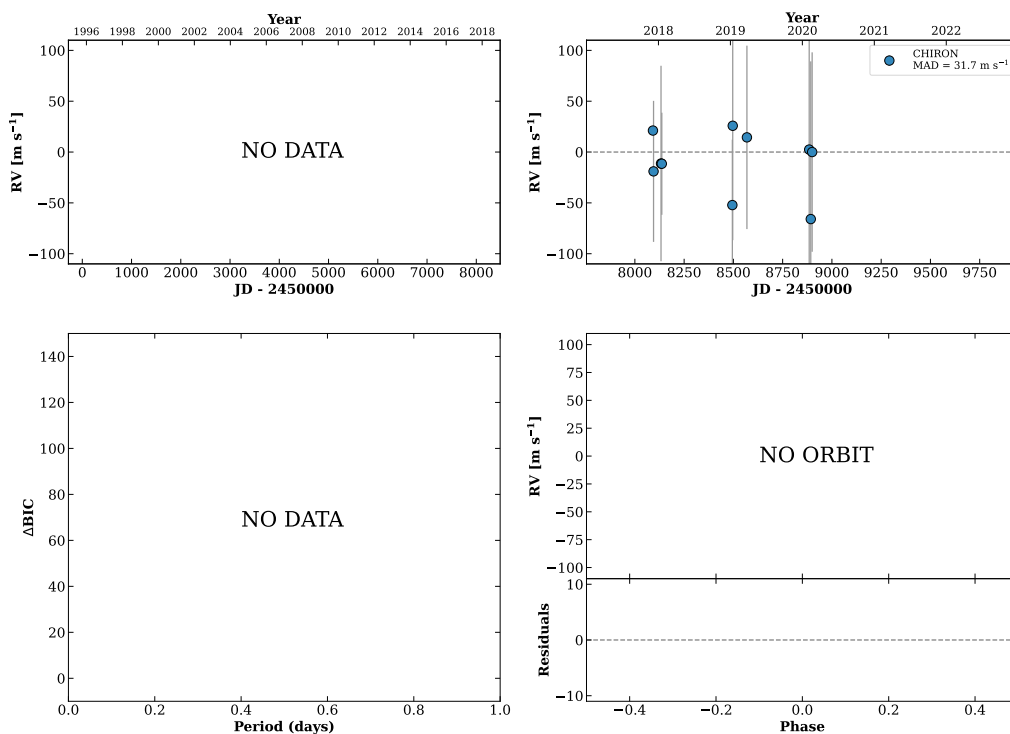 Year
1996 1998 2000 2002 2004 2006 2008 2010 2012 2014 2016 2018
100
50
0
−50
−100
RV [m s⁻¹]
NO DATA
0 1000 2000 3000 4000 5000 6000 7000 8000
JD - 2450000
Year
2018 2019 2020 2021 2022
CHIRON
MAD = 31.7 m s⁻¹
100
50
0
−50
−100
RV [m s⁻¹]
8000 8250 8500 8750 9000 9250 9500 9750
JD - 2450000
140
120
100
80
60
40
20
0
ΔBIC
NO DATA
0.0 0.2 0.4 0.6 0.8 1.0
Period (days)
100
75
50
25
0
−25
−50
−75
−100
RV [m s⁻¹]
NO ORBIT
10
0
−10
Residuals
−0.4 −0.2 0.0 0.2 0.4
Phase